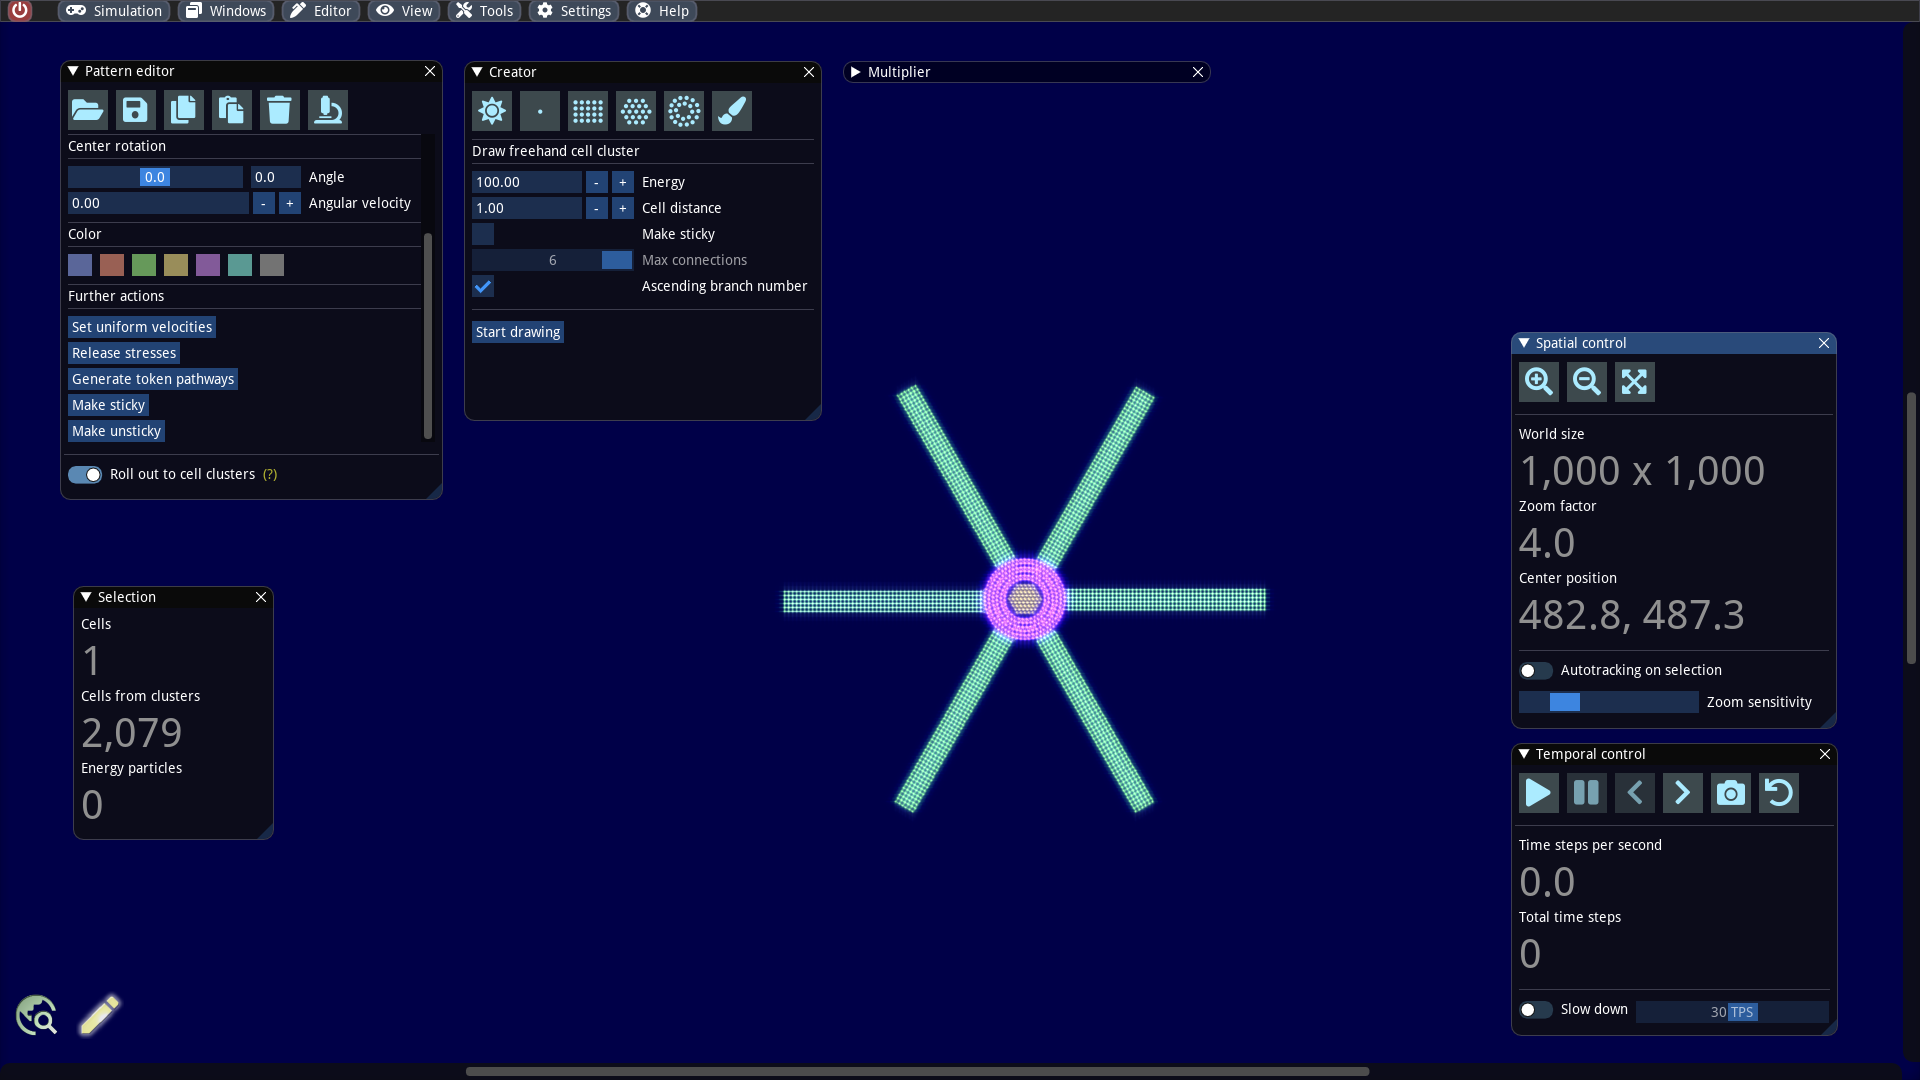 Simulation Windows Editor View Tools Settings Help
Pattern editor
Center rotation
0.0 0.0 Angle
0.00 - + Angular velocity
Color
Further actions
Set uniform velocities
Release stresses
Generate token pathways
Make sticky
Make unsticky
Roll out to cell clusters (?)
Creator
Draw freehand cell cluster
100.00 - + Energy
1.00 - + Cell distance
Make sticky
6 Max connections
Ascending branch number
Start drawing
Multiplier
Selection
Cells
1
Cells from clusters
2,079
Energy particles
0
Spatial control
World size
1,000 x 1,000
Zoom factor
4.0
Center position
482.8, 487.3
Autotracking on selection
Zoom sensitivity
Temporal control
Time steps per second
0.0
Total time steps
0
Slow down 30 TPS